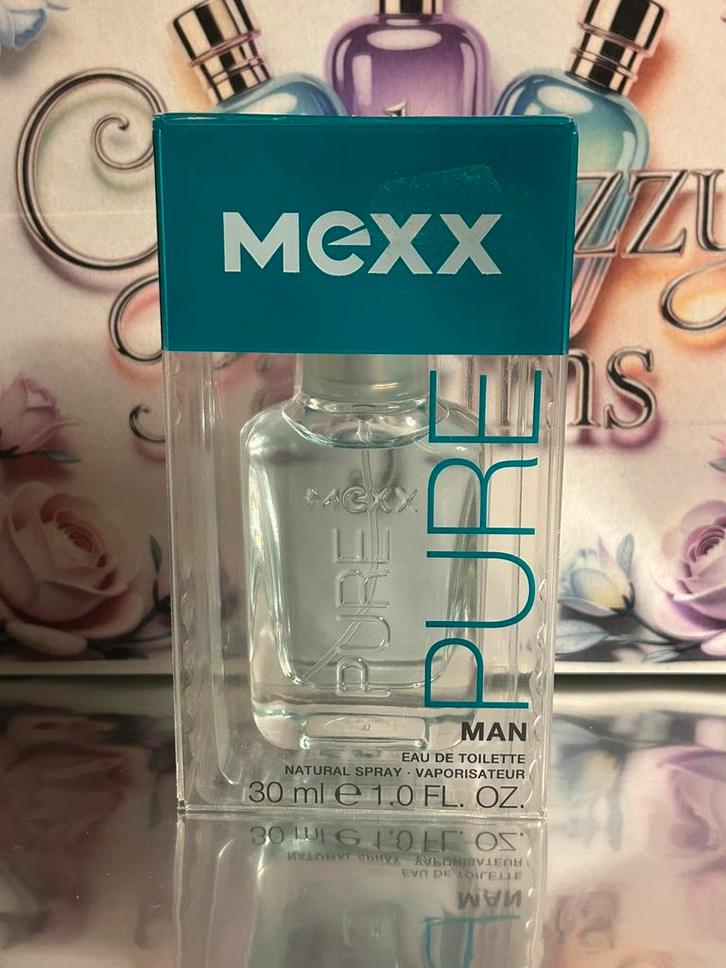 MEXX
MEXX
PURE
PURE
MAN
EAU DE TOILETTE
NATURAL SPRAY · VAPORISATEUR
30 ml ℮ 1.0 FL. OZ.